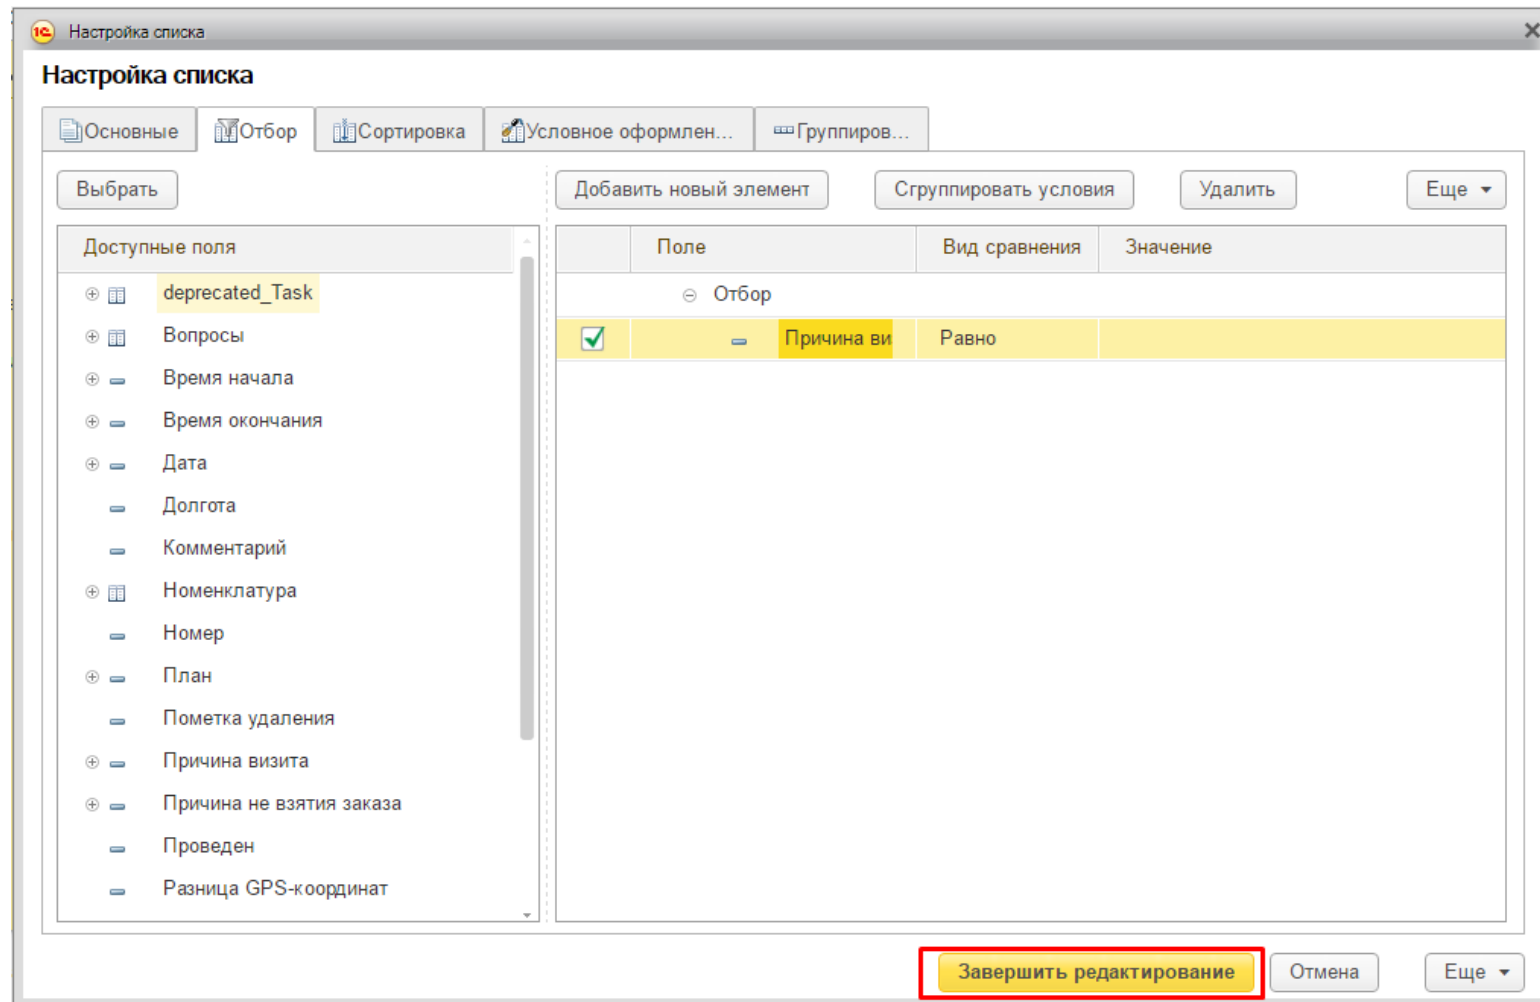 1С Настройка списка
Настройка списка
Основные Отбор Сортировка Условное оформлен... Группиров...
Выбрать Добавить новый элемент Сгруппировать условия Удалить Еще
Доступные поля Поле Вид сравнения Значение
deprecated_Task Отбор
Вопросы Причина ви Равно
Время начала
Время окончания
Дата
Долгота
Комментарий
Номенклатура
Номер
План
Пометка удаления
Причина визита
Причина не взятия заказа
Проведен
Разница GPS-координат
Завершить редактирование Отмена Еще